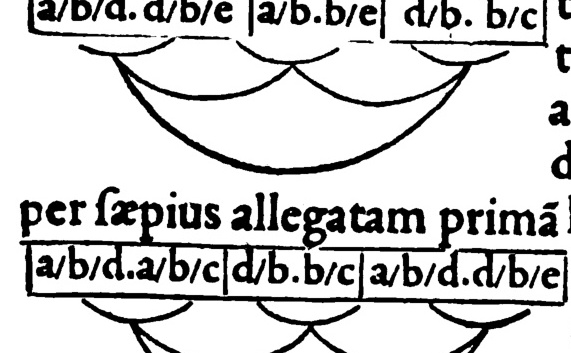 a/b/d. d/b/e |a/b.b/e| d/b. b/c
per ſæpius allegatam primã
a/b/d.a/b/c|d/b.b/c|a/b/d.d/b/e